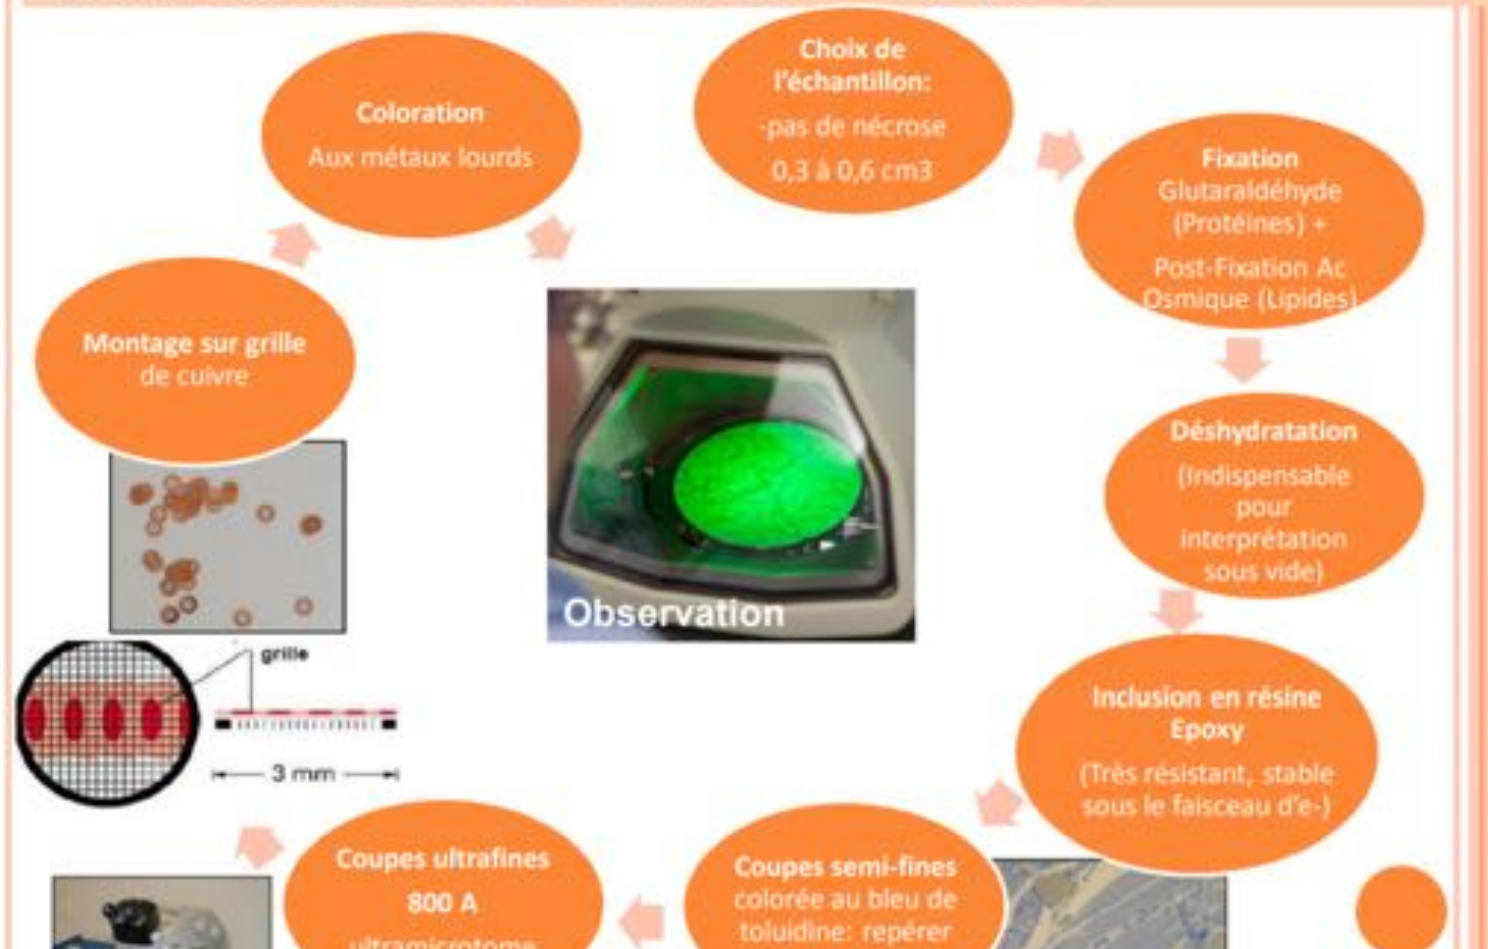 Choix de
l'échantillon:
-pas de nécrose
0,3 à 0,6 cm3
Fixation
Glutaraldéhyde
(Protéines) +
Post-Fixation Ac
Osmique (Lipides)
Déshydratation
(Indispensable
pour
interprétation
sous vide)
Inclusion en résine
Epoxy
(Très résistant, stable
sous le faisceau d'e-)
Coupes semi-fines
colorée au bleu de
toluidine: repérer
Coupes ultrafines
800 A
ultramicrotome
Montage sur grille
de cuivre
grille
3 mm
Coloration
Aux métaux lourds
Observation